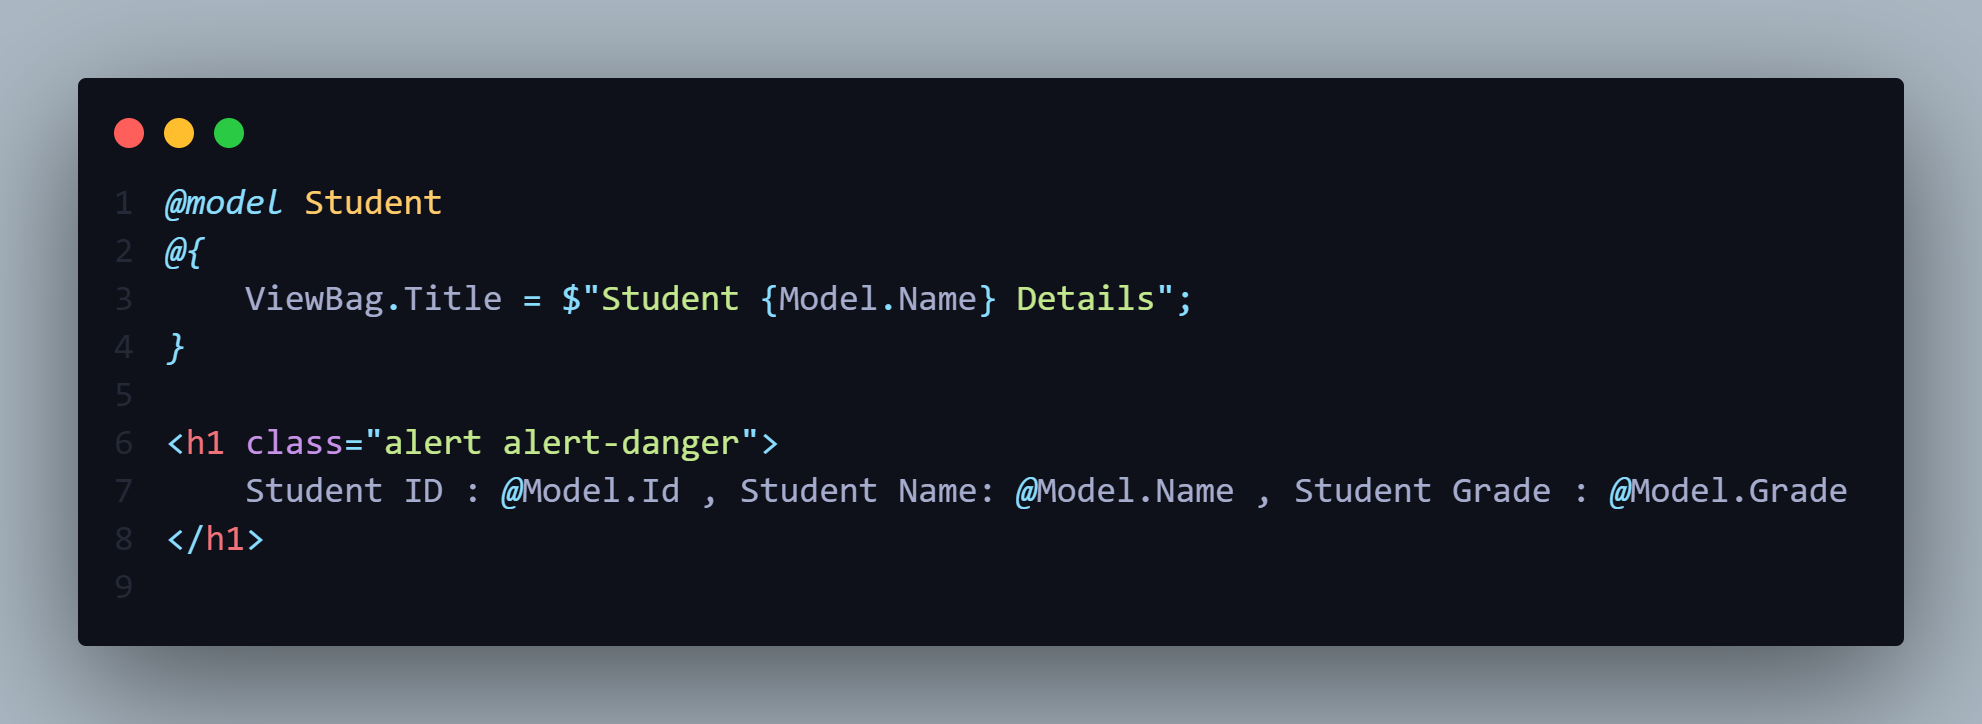 1 @model Student
2 @{
3     ViewBag.Title = $"Student {Model.Name} Details";
4 }
5
6 <h1 class="alert alert-danger">
7     Student ID : @Model.Id , Student Name: @Model.Name , Student Grade : @Model.Grade
8 </h1>
9